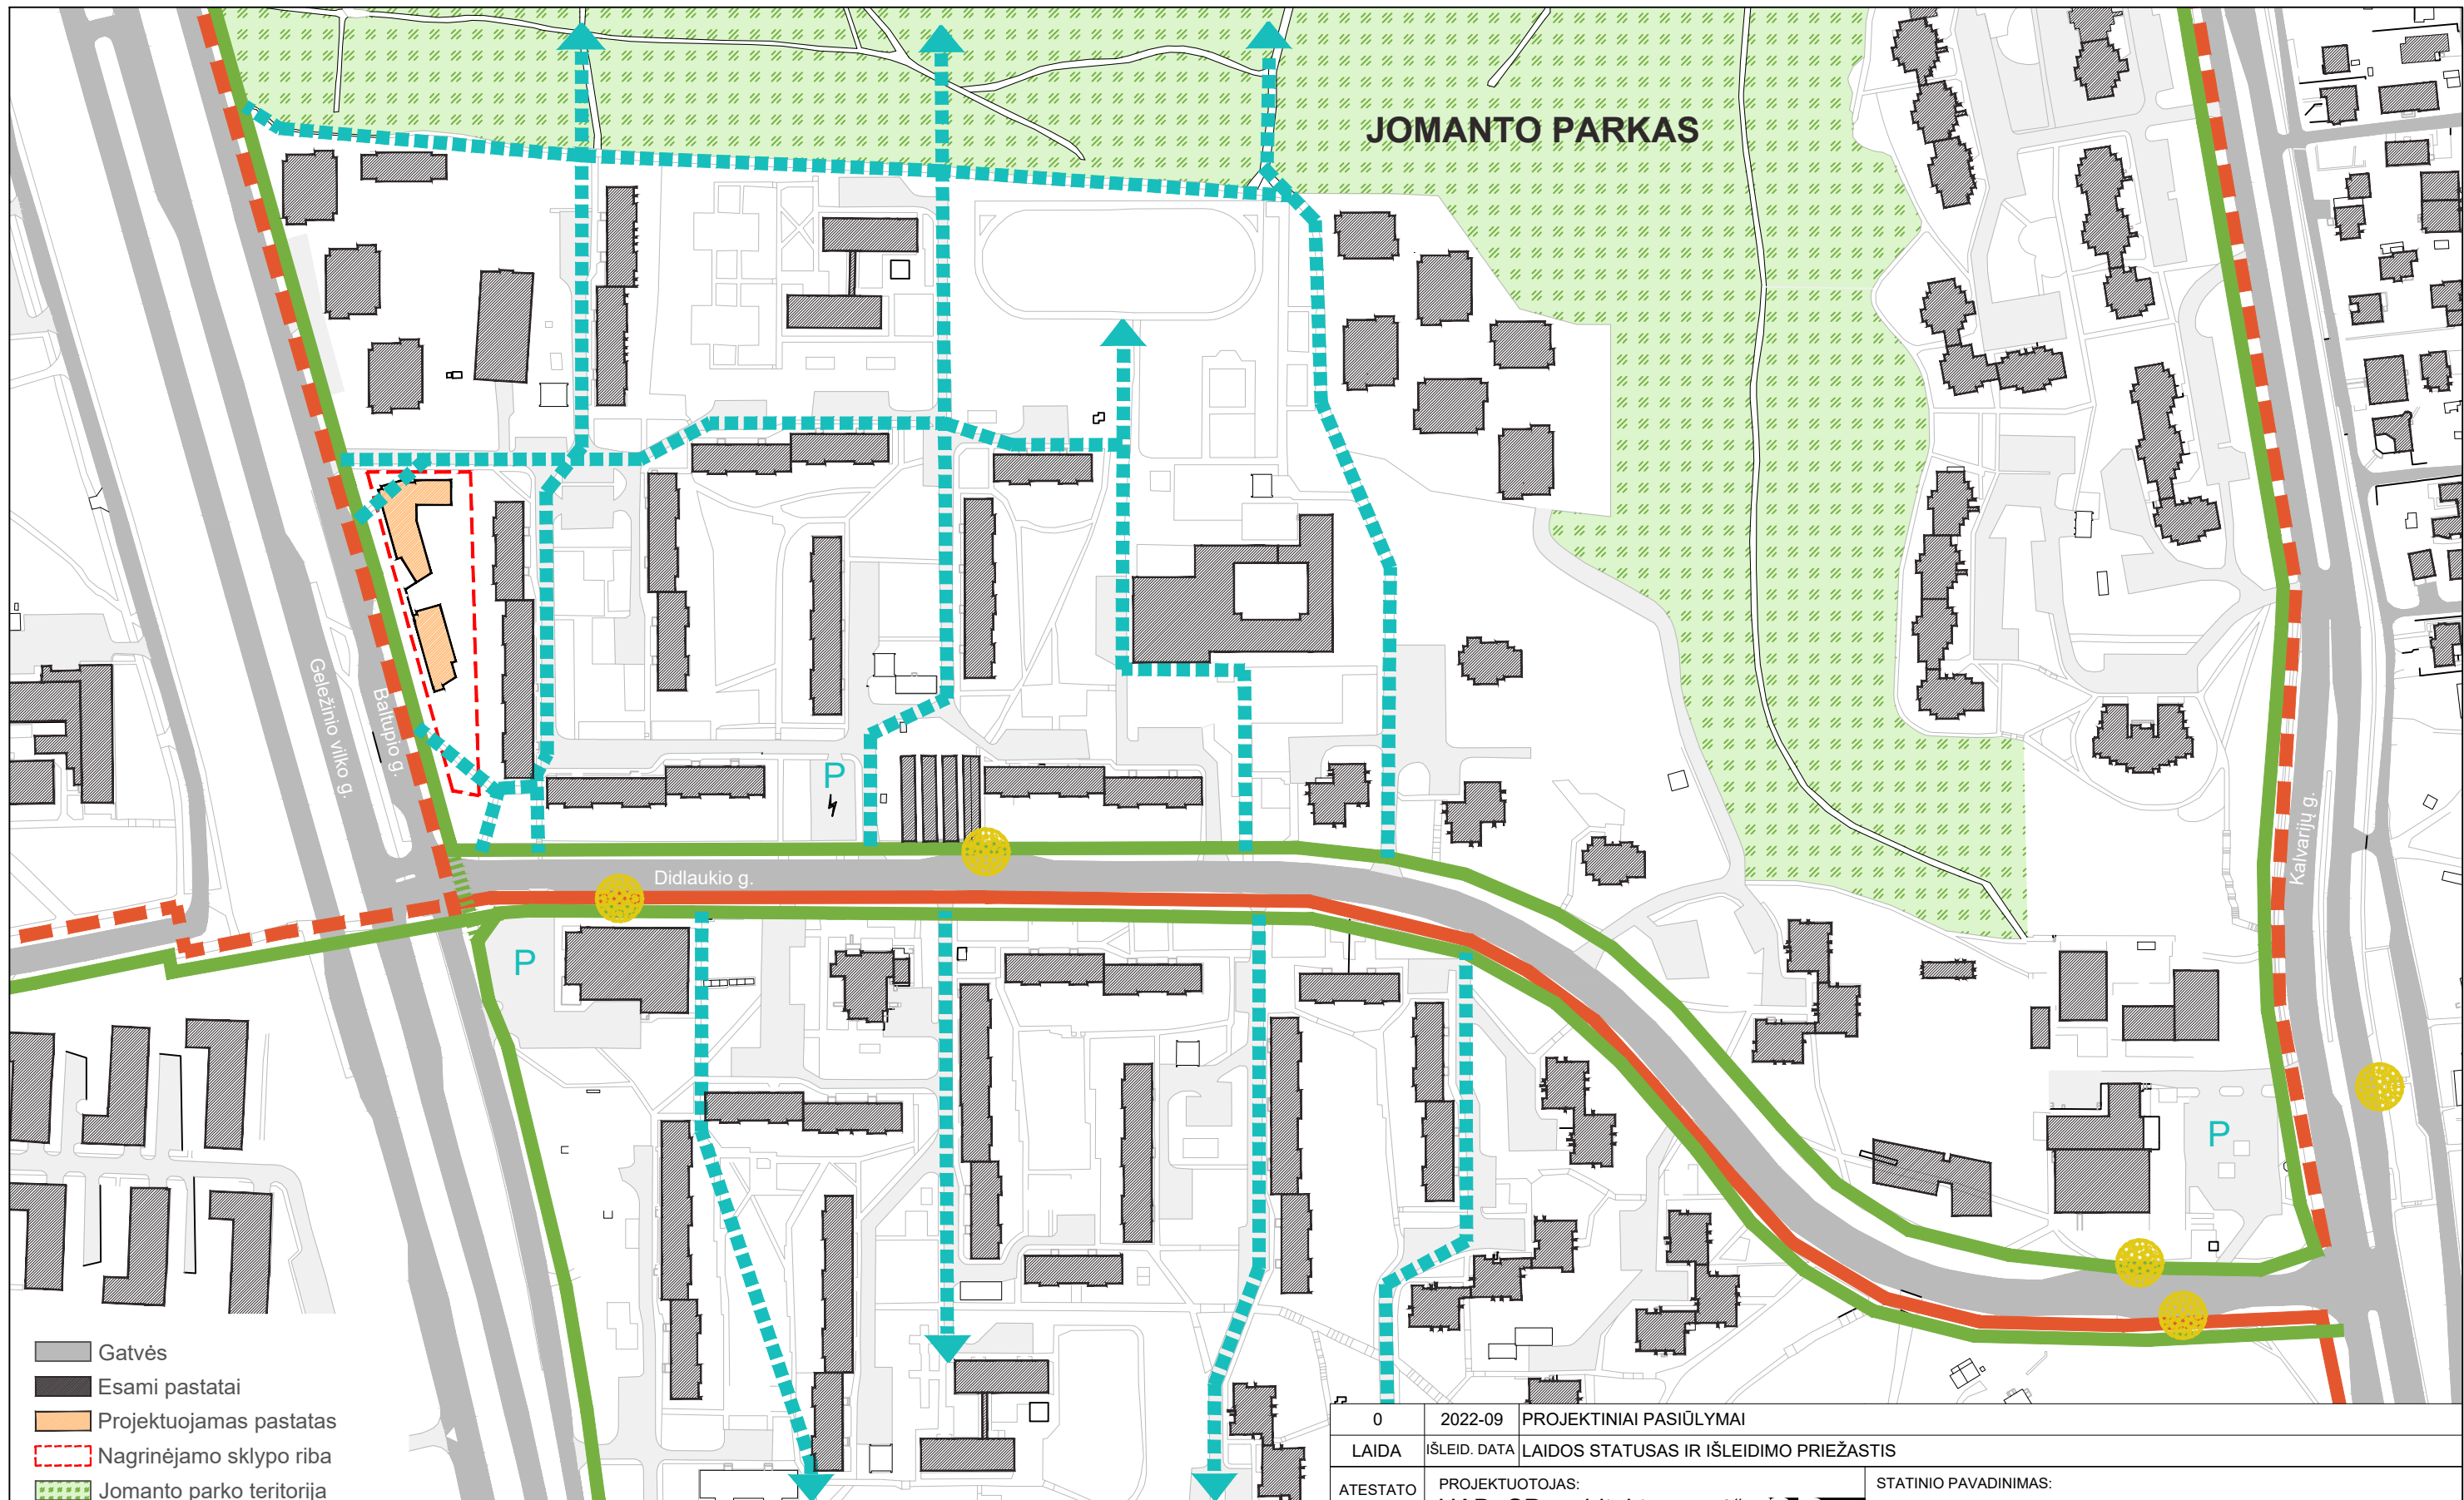 JOMANTO PARKAS
Geležinio vilko g.
Baltupio g.
P
Didlaukio g.
Kalvarijų g.
P
P
Gatvės
Esami pastatai
Projektuojamas pastatas
Nagrinėjamo sklypo riba
Jomanto parko teritorija
0 2022-09 PROJEKTINIAI PASIŪLYMAI
LAIDA IŠLEID. DATA LAIDOS STATUSAS IR IŠLEIDIMO PRIEŽASTIS
ATESTATO PROJEKTUOTOJAS: STATINIO PAVADINIMAS: